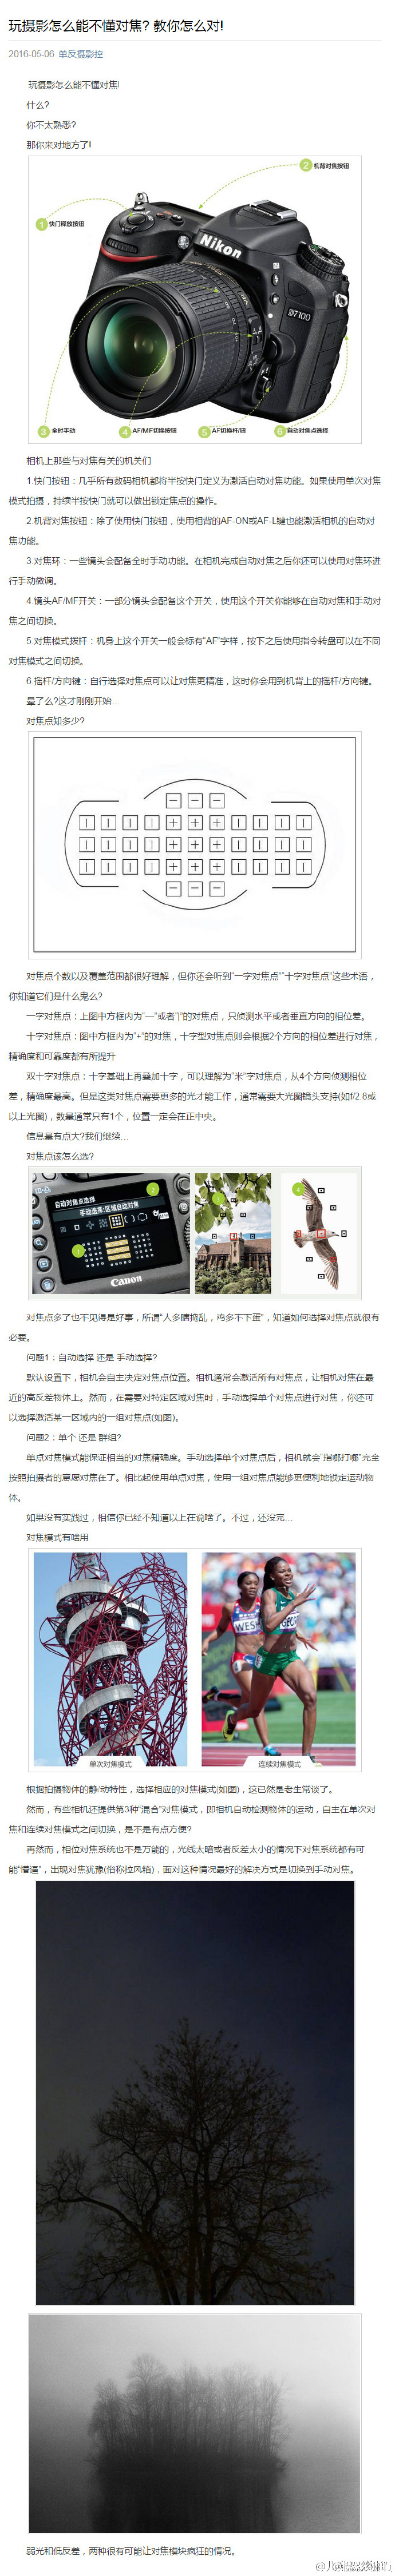 玩摄影怎么能不懂对焦? 教你怎么对!
2016-05-06 单反摄影控
玩摄影怎么能不懂对焦!
什么?
你不太熟悉?
那你来对地方了!
2 机背对焦按钮
1 快门释放按钮
Nikon
D7100
3 全时手动
4 AF/MF切换按钮
5 AF切换杆/钮
6 自动对焦点选择
相机上那些与对焦有关的机关们
1.快门按钮：几乎所有数码相机都将半按快门定义为激活自动对焦功能。如果使用单次对焦
模式拍摄，持续半按快门就可以做出锁定焦点的操作。
2.机背对焦按钮：除了使用快门按钮，使用相背的AF-ON或AF-L键也能激活相机的自动对
焦功能。
3.对焦环：一些镜头会配备全时手动功能。在相机完成自动对焦之后你还可以使用对焦环进
行手动微调。
4.镜头AF/MF开关：一部分镜头会配备这个开关，使用这个开关你能够在自动对焦和手动对
焦之间切换。
5.对焦模式拨杆：机身上这个开关一般会标有"AF"字样，按下之后使用指令转盘可以在不同
对焦模式之间切换。
6.摇杆/方向键：自行选择对焦点可以让对焦更精准，这时你会用到机背上的摇杆/方向键。
晕了么?这才刚刚开始...
对焦点知多少?
对焦点个数以及覆盖范围都很好理解，但你还会听到"一字对焦点""十字对焦点"这些术语，
你知道它们是什么鬼么?
一字对焦点：上图中方框内为"—"或者"|"的对焦点，只侦测水平或者垂直方向的相位差。
十字对焦点：图中方框内为"+"的对焦，十字型对焦点则会根据2个方向的相位差进行对焦，
精确度和可靠度都有所提升
双十字对焦点：十字基础上再叠加十字，可以理解为"米"字对焦点，从4个方向侦测相位
差，精确度最高。但是这类对焦点需要更多的光才能工作，通常需要大光圈镜头支持(如f/2.8或
以上光圈)，数量通常只有1个，位置一定会在正中央。
信息量有点大?我们继续...
对焦点该怎么选?
自动对焦点选择
手动选择:区域自动对焦
Canon
1
2
3
4
对焦点多了也不见得是好事，所谓"人多瞎捣乱，鸡多不下蛋"，知道如何选择对焦点就很有
必要。
问题1：自动选择 还是 手动选择?
默认设置下，相机会自主决定对焦点位置。相机通常会激活所有对焦点，让相机对焦在最
近的高反差物体上。然而，在需要对特定区域对焦时，手动选择单个对焦点进行对焦，你还可
以选择激活某一区域内的一组对焦点(如图)。
问题2：单个 还是 群组?
单点对焦模式能保证相当的对焦精确度。手动选择单个对焦点后，相机就会"指哪打哪"完全
按照拍摄者的意愿对焦在了。相比起使用单点对焦，使用一组对焦点能够更便利地锁定运动物
体。
如果没有实践过，相信你已经不知道以上在说啥了。不过，还没完...
对焦模式有啥用
单次对焦模式
连续对焦模式
根据拍摄物体的静/动特性，选择相应的对焦模式(如图)，这已然是老生常谈了。
然而，有些相机还提供第3种"混合"对焦模式，即相机自动检测物体的运动，自主在单次对
焦和连续对焦模式之间切换，是不是有点方便?
再然而，相位对焦系统也不是万能的，光线太暗或者反差太小的情况下对焦系统都有可
能"懵逼"，出现对焦犹豫(俗称拉风箱)，面对这种情况最好的解决方式是切换到手动对焦。
弱光和低反差，两种很有可能让对焦模块疯狂的情况。